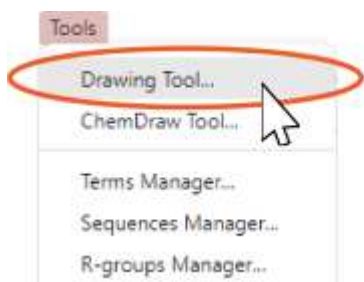 Tools
Drawing Tool...
ChemDraw Tool...
Terms Manager...
Sequences Manager...
R-groups Manager...